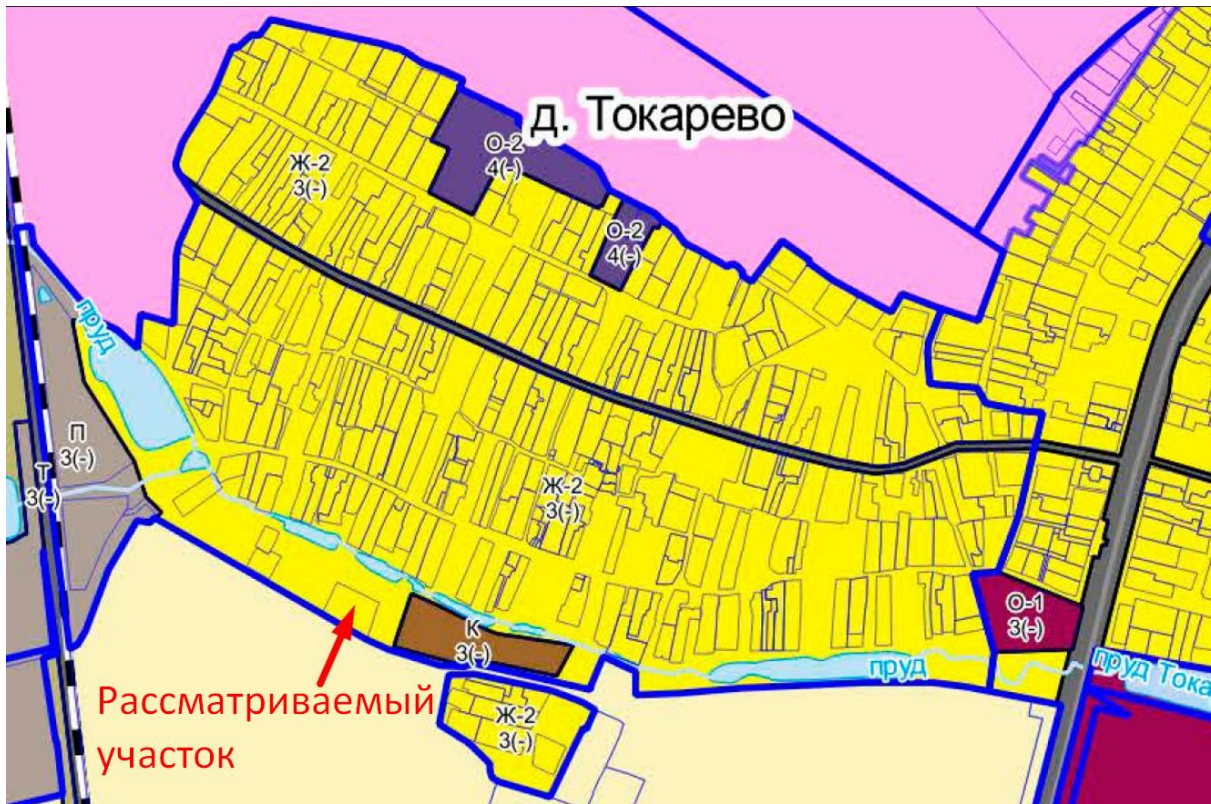 д. Токарево
О-2
4(-)
Ж-2
3(-)
О-2
4(-)
пруд
П
3(-)
Т
3(-)
Ж-2
3(-)
О-1
3(-)
К
3(-)
пруд
пруд Тока
Рассматриваемый
участок
Ж-2
3(-)